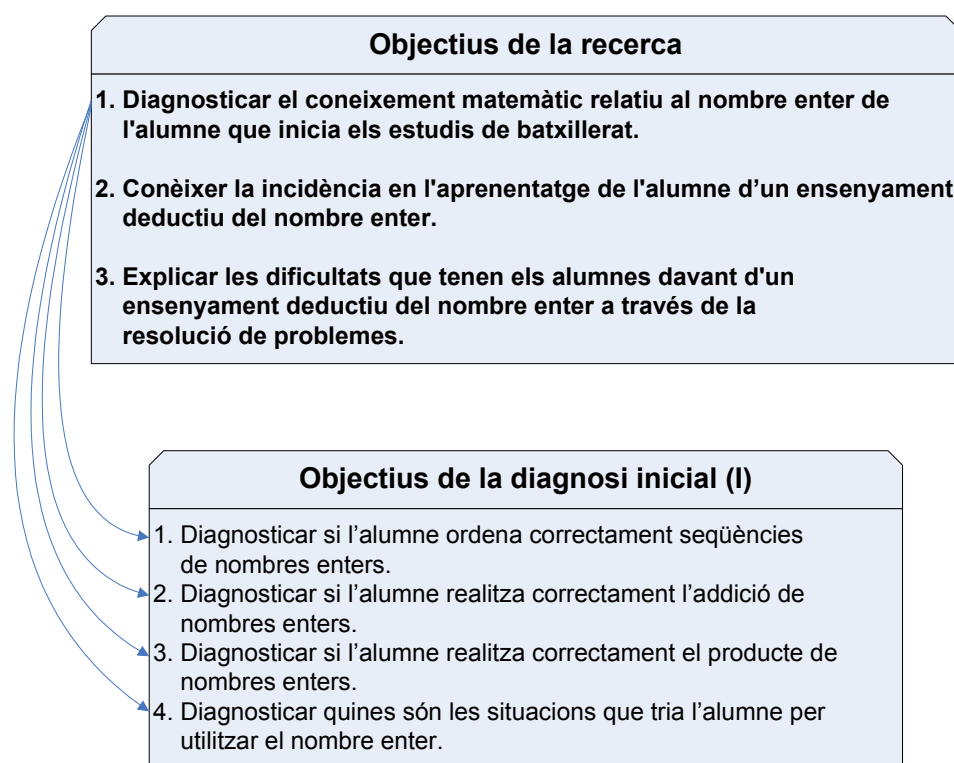 Objectius de la recerca
1. Diagnosticar el coneixement matemàtic relatiu al nombre enter de
l'alumne que inicia els estudis de batxillerat.
2. Conèixer la incidència en l'aprenentatge de l'alumne d’un ensenyament
deductiu del nombre enter.
3. Explicar les dificultats que tenen els alumnes davant d'un
ensenyament deductiu del nombre enter a través de la
resolució de problemes.
Objectius de la diagnosi inicial (I)
1. Diagnosticar si l’alumne ordena correctament seqüències
de nombres enters.
2. Diagnosticar si l’alumne realitza correctament l’addició de
nombres enters.
3. Diagnosticar si l’alumne realitza correctament el producte de
nombres enters.
4. Diagnosticar quines són les situacions que tria l’alumne per
utilitzar el nombre enter.